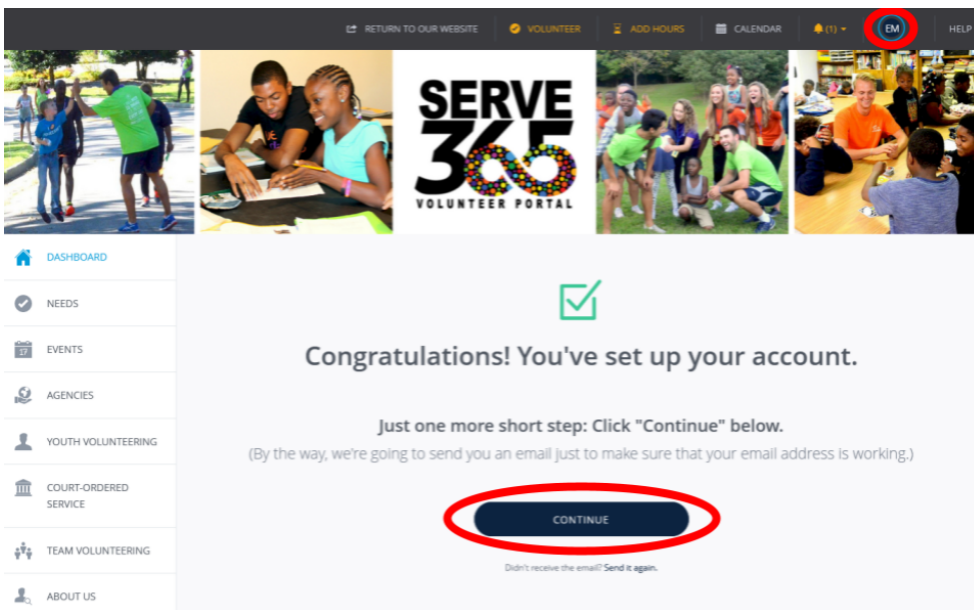 RETURN TO OUR WEBSITE VOLUNTEER ADD HOURS CALENDAR (1) EM HELP
SERVE
365
VOLUNTEER PORTAL
DASHBOARD
NEEDS
17
EVENTS
AGENCIES
YOUTH VOLUNTEERING
COURT-ORDERED
SERVICE
TEAM VOLUNTEERING
ABOUT US
Congratulations! You've set up your account.
Just one more short step: Click "Continue" below.
(By the way, we're going to send you an email just to make sure that your email address is working.)
CONTINUE
Didn't receive the email? Send it again.